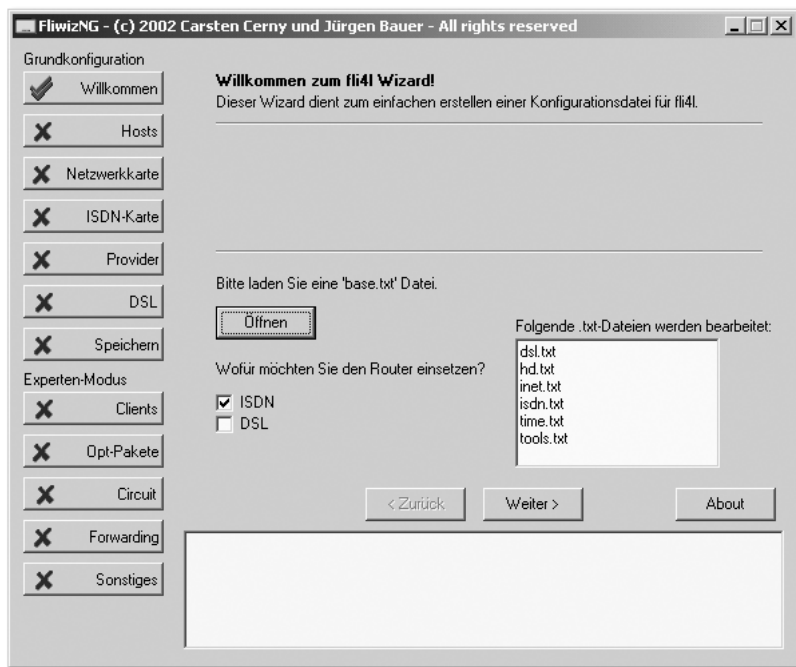 FliwizNG - (c) 2002 Carsten Cerny und Jürgen Bauer - All rights reserved
Grundkonfiguration
Willkommen
Hosts
Netzwerkkarte
ISDN-Karte
Provider
DSL
Speichern
Experten-Modus
Clients
Opt-Pakete
Circuit
Forwarding
Sonstiges
Willkommen zum fli4l Wizard!
Dieser Wizard dient zum einfachen erstellen einer Konfigurationsdatei für fli4l.
Bitte laden Sie eine 'base.txt' Datei.
Öffnen
Wofür möchten Sie den Router einsetzen?
ISDN
DSL
Folgende .txt-Dateien werden bearbeitet:
dsl.txt
hd.txt
inet.txt
isdn.txt
time.txt
tools.txt
< Zurück
Weiter >
About